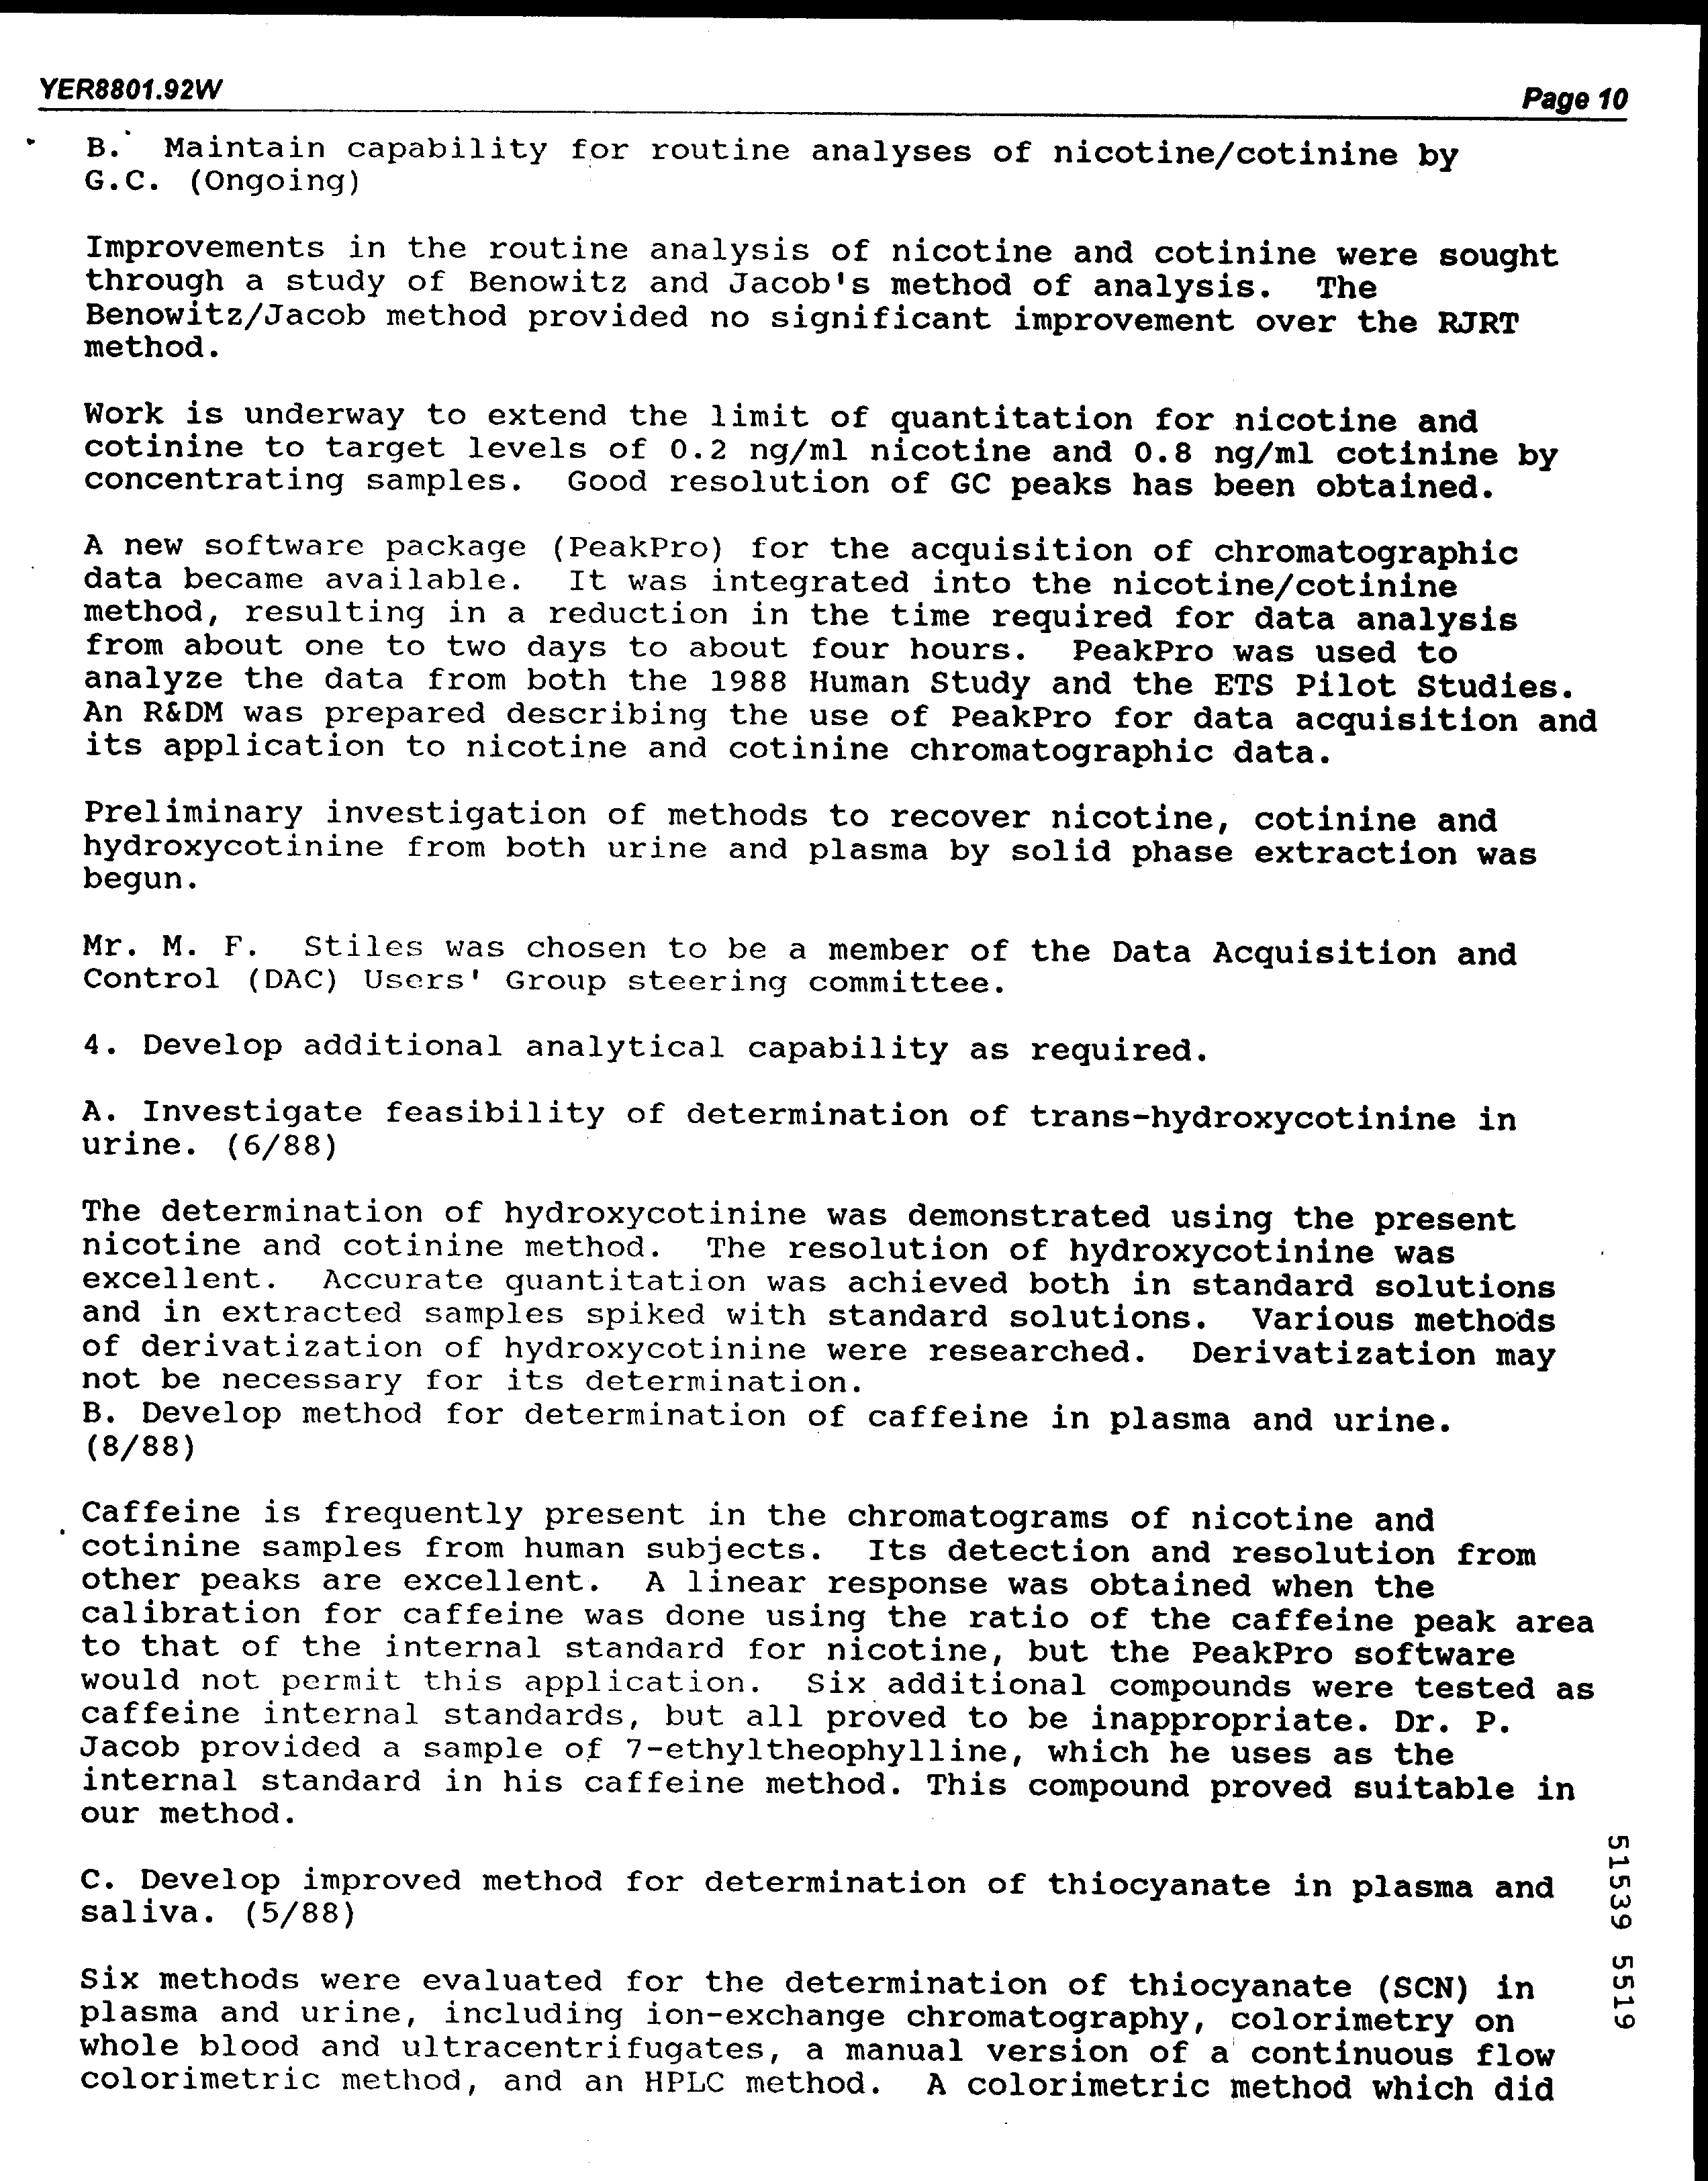 YER8801.92W
Page 10
B. Maintain capability for routine analyses of nicotine/cotinine by
G.C. (Ongoing)
Improvements in the routine analysis of nicotine and cotinine were sought
through a study of Benowitz and Jacob's method of analysis. The
Benowitz/Jacob method provided no significant improvement over the RJRT
method.
Work is underway to extend the limit of quantitation for nicotine and
cotinine to target levels of 0.2 ng/ml nicotine and 0.8 ng/ml cotinine by
concentrating samples. Good resolution of GC peaks has been obtained.
A new software package (PeakPro) for the acquisition of chromatographic
data became available. It was integrated into the nicotine/cotinine
method, resulting in a reduction in the time required for data analysis
from about one to two days to about four hours. PeakPro was used to
analyze the data from both the 1988 Human Study and the ETS Pilot Studies.
An R&DM was prepared describing the use of PeakPro for data acquisition and
its application to nicotine and cotinine chromatographic data.
Preliminary investigation of methods to recover nicotine, cotinine and
hydroxycotinine from both urine and plasma by solid phase extraction was
begun.
Mr. M. F. Stiles was chosen to be a member of the Data Acquisition and
Control (DAC) Users' Group steering committee.
4. Develop additional analytical capability as required.
A. Investigate feasibility of determination of trans-hydroxycotinine in
urine. (6/88)
The determination of hydroxycotinine was demonstrated using the present
nicotine and cotinine method. The resolution of hydroxycotinine was
excellent. Accurate quantitation was achieved both in standard solutions
and in extracted samples spiked with standard solutions. Various methods
of derivatization of hydroxycotinine were researched. Derivatization may
not be necessary for its determination.
B. Develop method for determination of caffeine in plasma and urine.
(8/88)
Caffeine is frequently present in the chromatograms of nicotine and
cotinine samples from human subjects. Its detection and resolution from
other peaks are excellent. A linear response was obtained when the
calibration for caffeine was done using the ratio of the caffeine peak area
to that of the internal standard for nicotine, but the PeakPro software
would not permit this application. Six additional compounds were tested as
caffeine internal standards, but all proved to be inappropriate. Dr. P.
Jacob provided a sample of 7-ethyltheophylline, which he uses as the
internal standard in his caffeine method. This compound proved suitable in
our method.
C. Develop improved method for determination of thiocyanate in plasma and
saliva. (5/88)
Six methods were evaluated for the determination of thiocyanate (SCN) in
plasma and urine, including ion-exchange chromatography, colorimetry on
whole blood and ultracentrifugates, a manual version of a continuous flow
colorimetric method, and an HPLC method. A colorimetric method which did
51539 5519